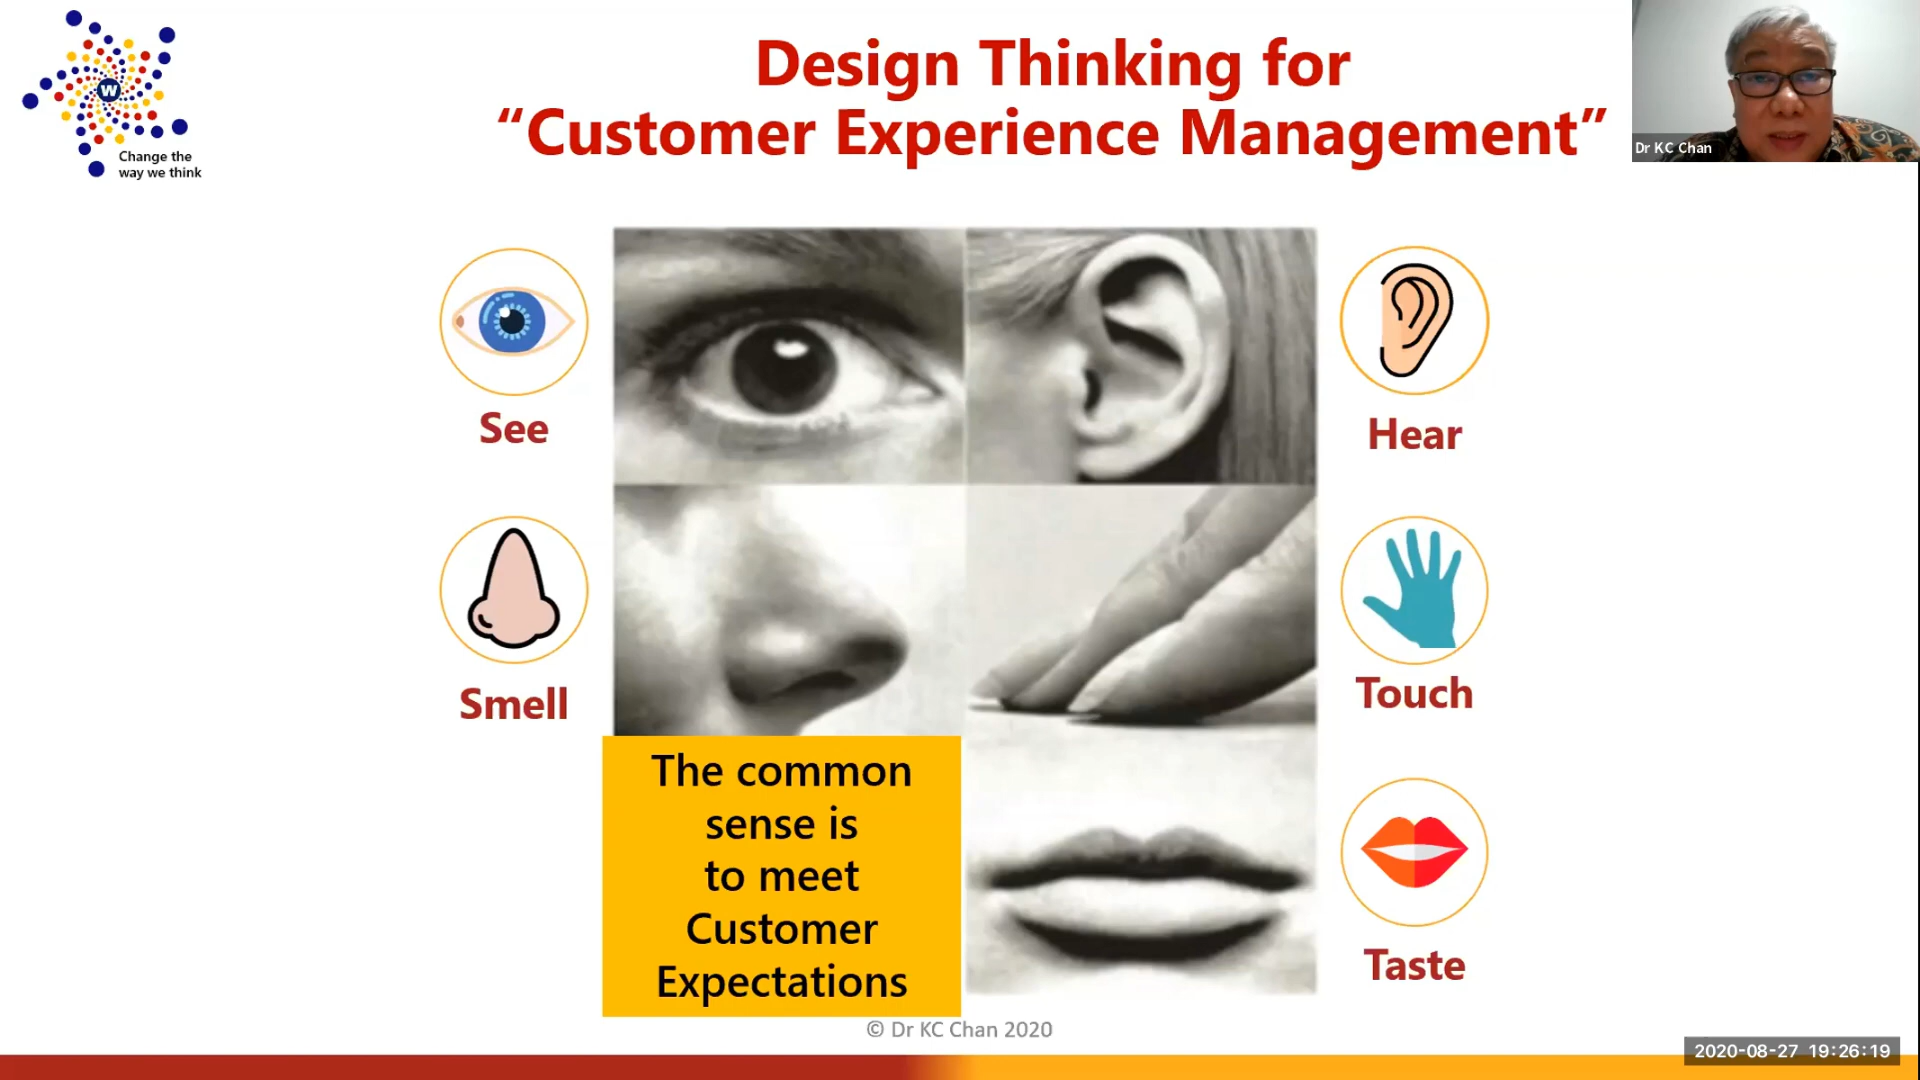 W
Change the
way we think
Design Thinking for
“Customer Experience Management”
Dr KC Chan
See
Hear
Smell
Touch
The common
sense is
to meet
Customer
Expectations
Taste
© Dr KC Chan 2020
2020-08-27 19:26:19